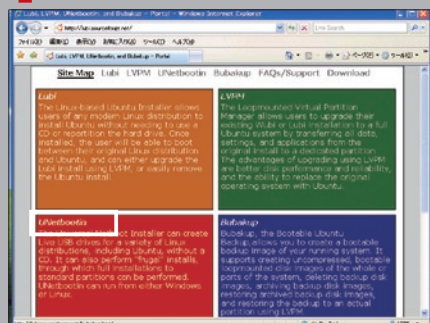 Lubi, LVPM, UNetbootin, and Bubakup - Portal - Windows Internet Explorer
http://lubi.sourceforge.net/
Live Search
Lubi, LVPM, UNetbootin, and Bubakup - Portal
Site Map Lubi LVPM UNetbootin Bubakup FAQs/Support Download
Lubi
The Linux-based Ubuntu Installer allows
users of any modern Linux distribution to
install Ubuntu without needing to use a
CD or repartition the hard drive. Once
installed, the user will be able to boot
between their original Linux distribution
and Ubuntu, and can either upgrade the
Lubi install using LVPM, or easily remove
the Ubuntu install
LVPM
The Loopmounted Virtual Partition
Manager allows users to upgrade their
existing Wubi or Lubi installation to a full
Ubuntu system by transferring all data,
settings, and applications from the
original install to a dedicated partition
The advantages of upgrading using LVPM
are better disk performance and reliability,
and the ability to replace the original
operating system with Ubuntu.
UNetbootin
Installer can create
Live USB drives for a variety of Linux
distributions, including Ubuntu, without a
CD. It can also perform "frugal" installs,
through which full installations to
standard partitions can be performed.
UNetbootin can run from either Windows
or Linux.
Bubakup
Bubakup, the Bootable Ubuntu
Backup, allows you to create a bootable
backup image of your running system. It
supports creating uncompressed, bootable
loopmounted disk images of the whole or
parts of the system, deleting backup disk
images, archiving backup disk images,
restoring archived backup disk images,
and restoring the backup to an actual
partition using LVPM.